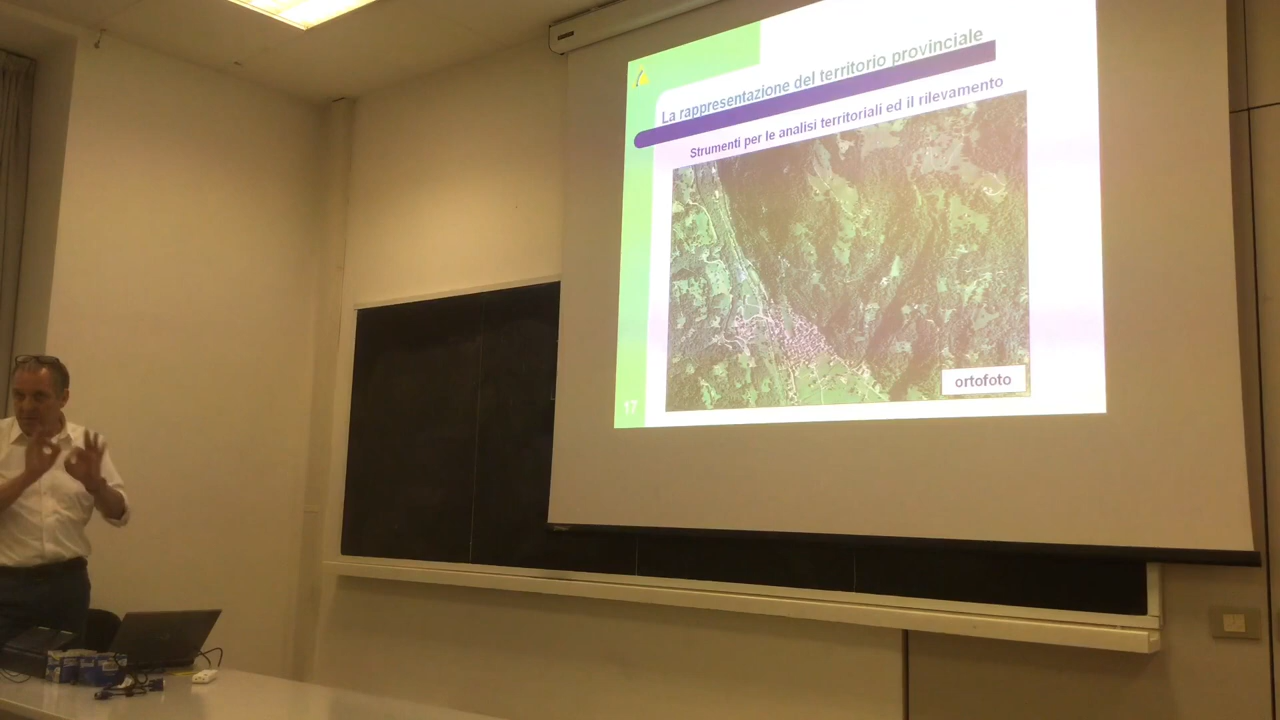 La rappresentazione del territorio provinciale
Strumenti per le analisi territoriali ed il rilevamento
ortofoto
17